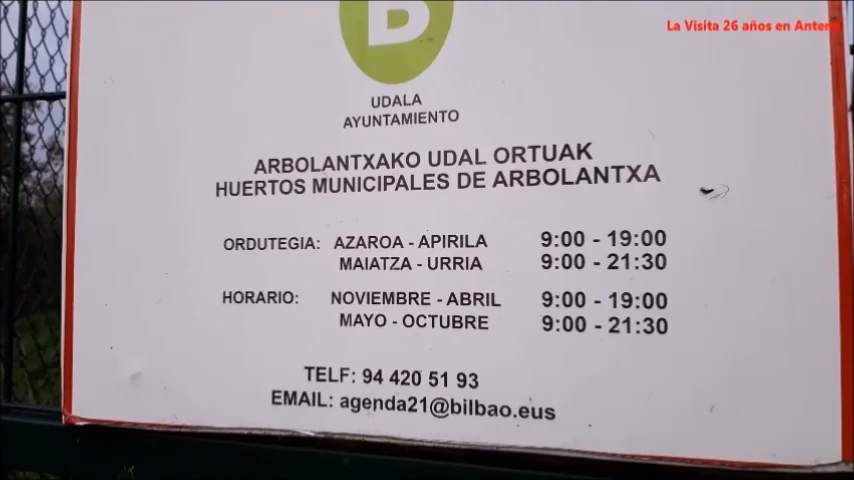 La Visita 26 años en Antena
B
UDALA
AYUNTAMIENTO
ARBOLANTXAKO UDAL ORTUAK
HUERTOS MUNICIPALES DE ARBOLANTXA
ORDUTEGIA: AZAROA - APIRILA 9:00 - 19:00
MAIATZA - URRIA 9:00 - 21:30
HORARIO: NOVIEMBRE - ABRIL 9:00 - 19:00
MAYO - OCTUBRE 9:00 - 21:30
TELF: 94 420 51 93
EMAIL: agenda21@bilbao.eus